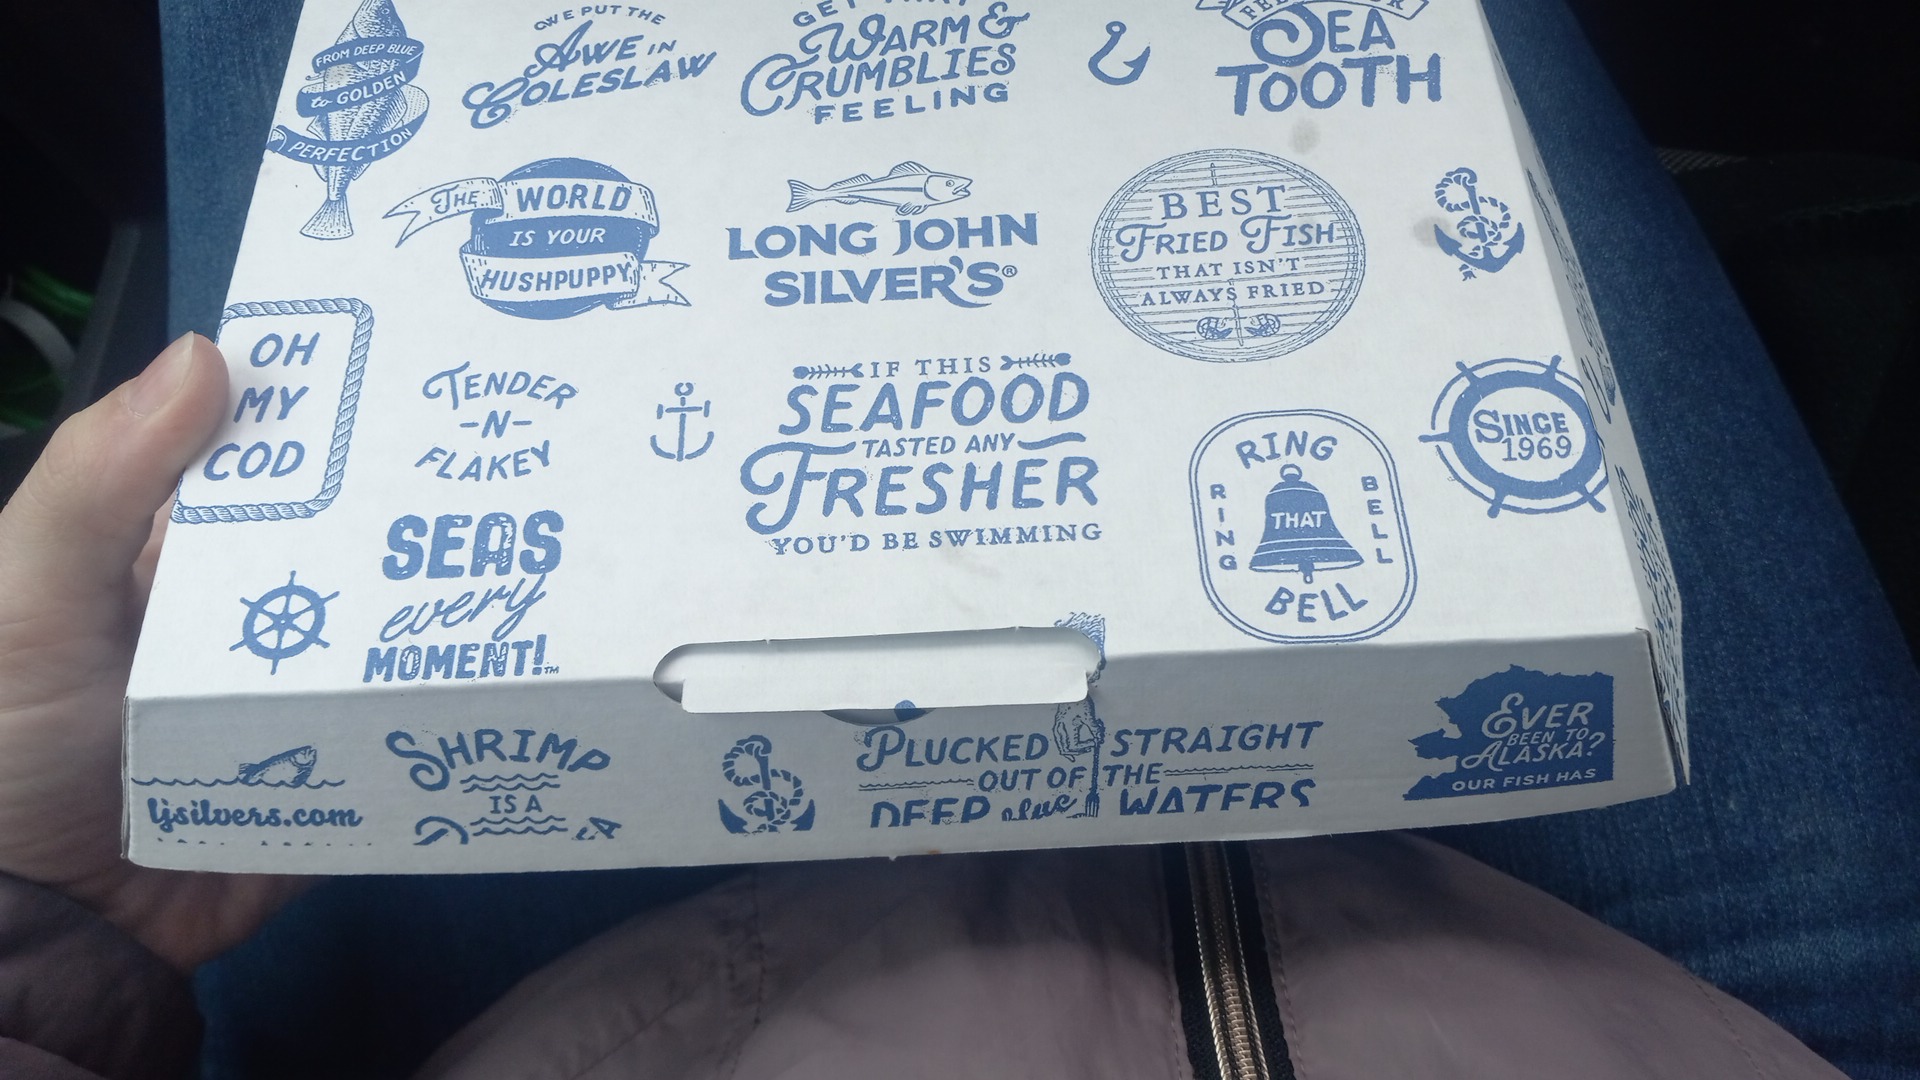 FROM DEEP BLUE
to GOLDEN
PERFECTION
WE PUT THE
AWE IN
COLESLAW
WARM &
CRUMBLIES
FEELING
SEA
TOOTH
THE WORLD
IS YOUR
HUSHPUPPY
LONG JOHN
SILVER'S®
BEST
FRIED FISH
THAT ISN'T
ALWAYS FRIED
OH
MY
COD
TENDER
-N-
FLAKEY
IF THIS
SEAFOOD
TASTED ANY
FRESHER
YOU'D BE SWIMMING
RING
RING
THAT
BELL
BELL
SINCE
1969
SEAS
every
MOMENT!™
ljsilvers.com
SHRIMP
IS A
PLUCKED STRAIGHT
OUT OF THE
DEEP blue WATERS
EVER
BEEN TO
ALASKA?
OUR FISH HAS